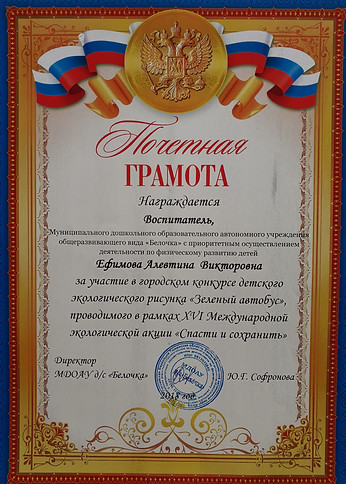 Почетная
ГРАМОТА
Награждается
Воспитатель,
Муниципального дошкольного образовательного автономного учреждения
общеразвивающего вида «Белочка» с приоритетным осуществлением
деятельности по физическому развитию детей
Ефимова Алевтина Викторовна
за участие в городском конкурсе детского
экологического рисунка «Зеленый автобус»,
проводимого в рамках XVI Международной
экологической акции «Спасти и сохранить»
Директор
МДОАУ д/с «Белочка» Ю.Г. Софронова
2018 год